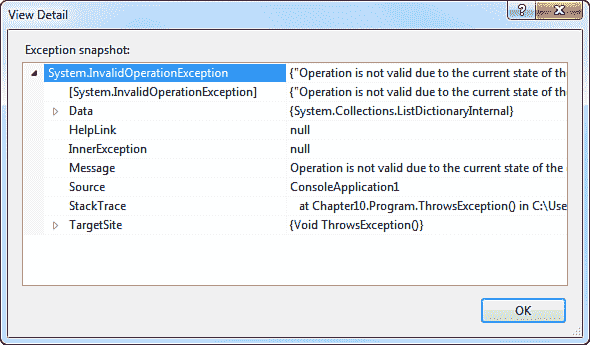 View Detail
Exception snapshot:
System.InvalidOperationException {"Operation is not valid due to the current state of the
[System.InvalidOperationException] {"Operation is not valid due to the current state of the
Data {System.Collections.ListDictionaryInternal}
HelpLink null
InnerException null
Message Operation is not valid due to the current state of the
Source ConsoleApplication1
StackTrace at Chapter10.Program.ThrowsException() in C:\Use
TargetSite {Void ThrowsException()}
OK